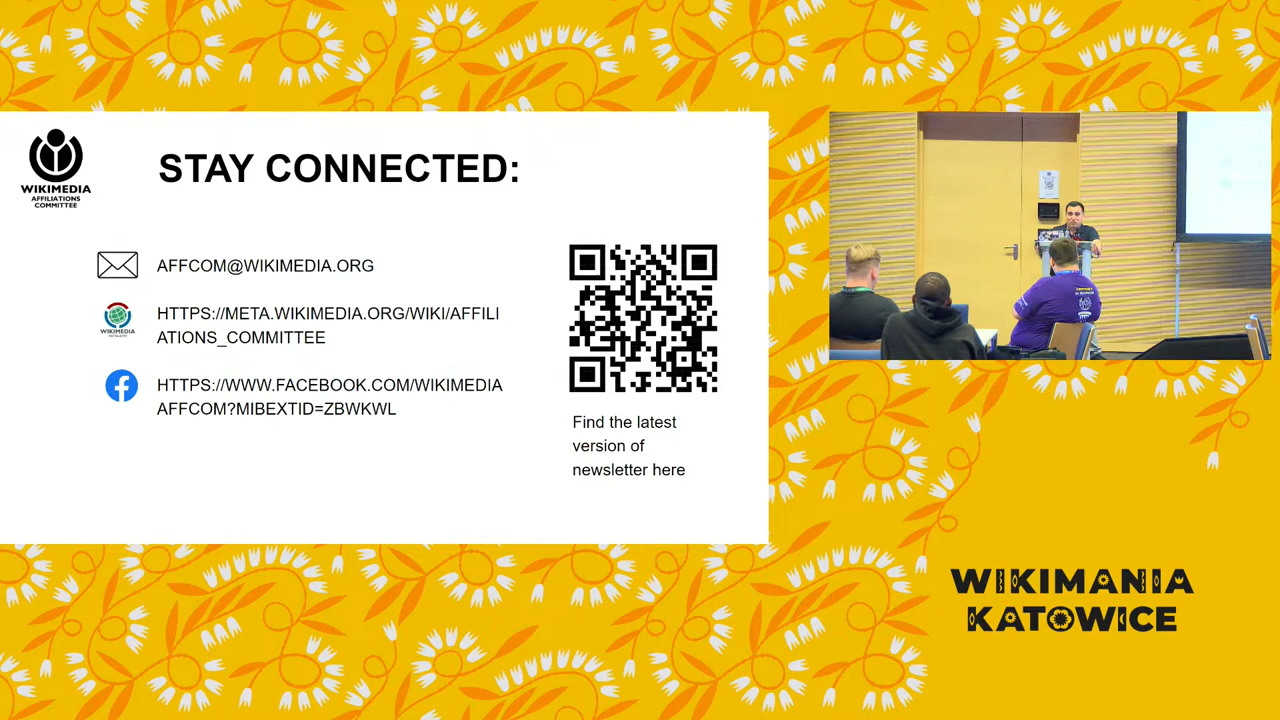 WIKIMEDIA
AFFILIATIONS
COMMITTEE
STAY CONNECTED:
AFFCOM@WIKIMEDIA.ORG
WIKIMEDIA
HTTPS://META.WIKIMEDIA.ORG/WIKI/AFFILI
ATIONS_COMMITTEE
HTTPS://WWW.FACEBOOK.COM/WIKIMEDIA
AFFCOM?MIBEXTID=ZBWKWL
Find the latest
version of
newsletter here
WIKIMANIA
KATOWICE